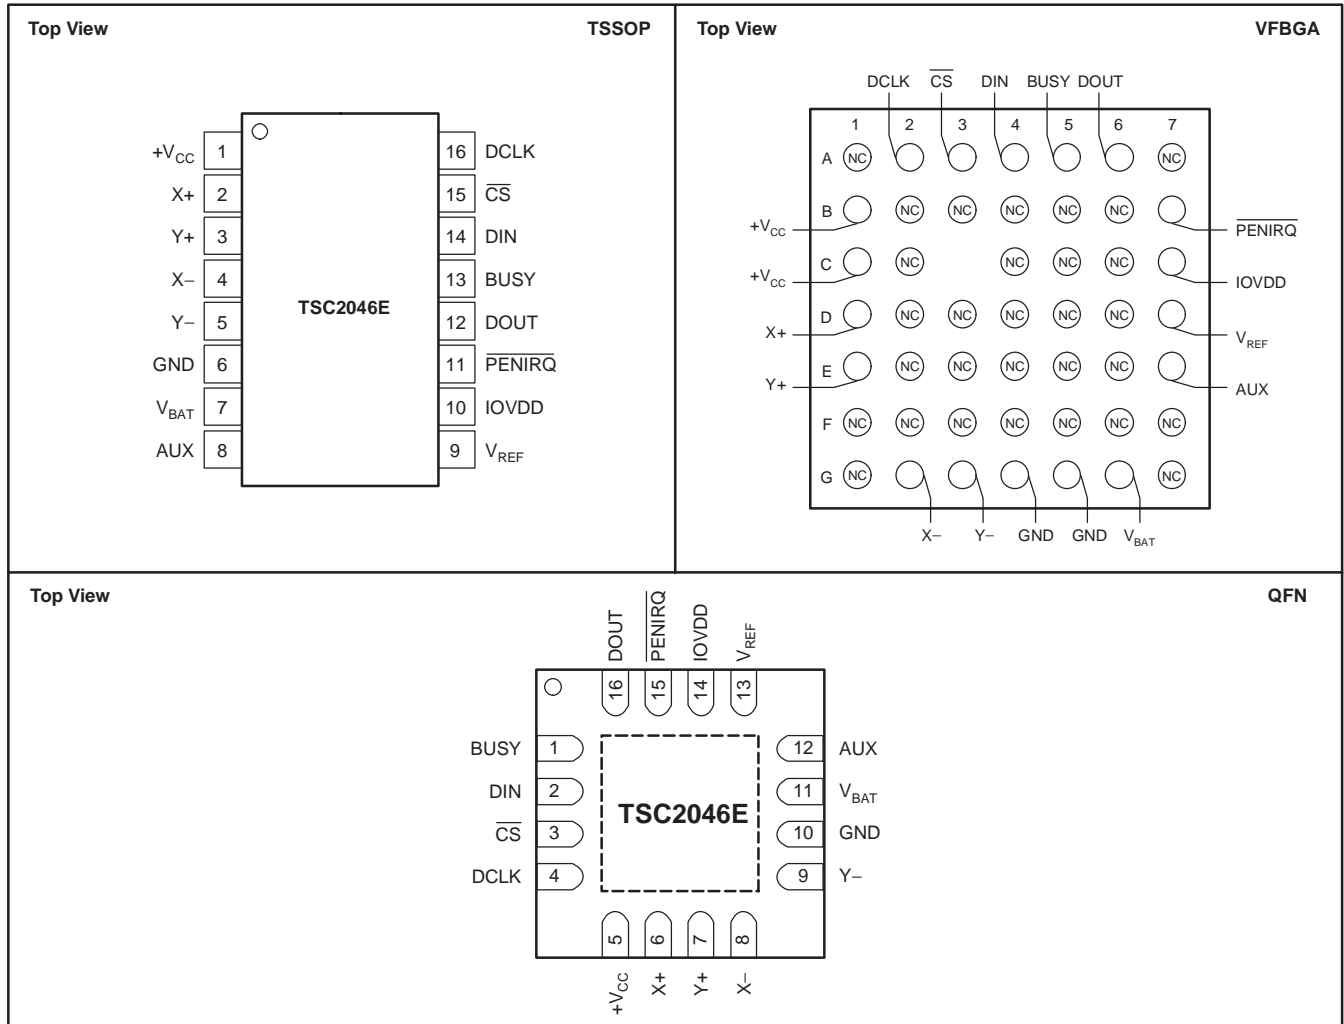 Top View TSSOP
+VCC 1 16 DCLK
X+ 2 15 CS
Y+ 3 14 DIN
X– 4 13 BUSY
TSC2046E
Y– 5 12 DOUT
GND 6 11 PENIRQ
VBAT 7 10 IOVDD
AUX 8 9 VREF
Top View VFBGA
DCLK CS DIN BUSY DOUT
1 2 3 4 5 6 7
A NC NC
B NC NC NC NC NC
+VCC PENIRQ
C NC NC NC NC
+VCC IOVDD
D NC NC NC NC NC
X+ VREF
E NC NC NC NC NC
Y+ AUX
F NC NC NC NC NC NC NC
G NC NC
X– Y– GND GND VBAT
Top View QFN
DOUT PENIRQ IOVDD VREF
16 15 14 13
BUSY 1 12 AUX
DIN 2 11 VBAT
TSC2046E
CS 3 10 GND
DCLK 4 9 Y–
5 6 7 8
+VCC X+ Y+ X–